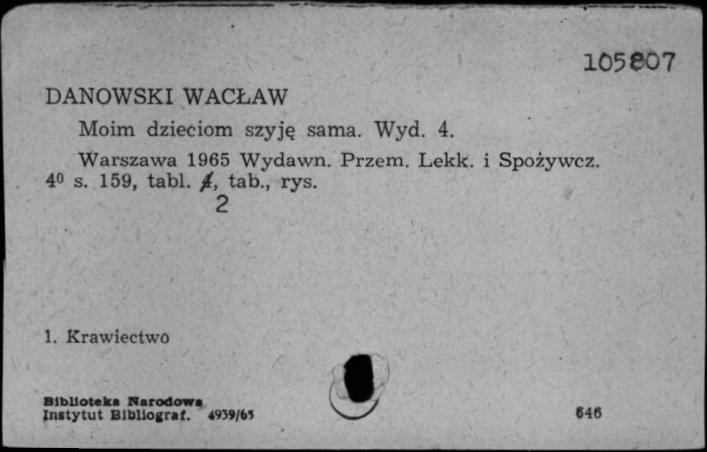 105807
DANOWSKI WACŁAW
Moim dzieciom szyję sama. Wyd. 4.
Warszawa 1965 Wydawn. Przem. Lekk. i Spożywcz.
4⁰ s. 159, tabl. 4, tab., rys.
2
1. Krawiectwo
Biblioteka Narodowa
Instytut Bibliograf. 4939/65
646